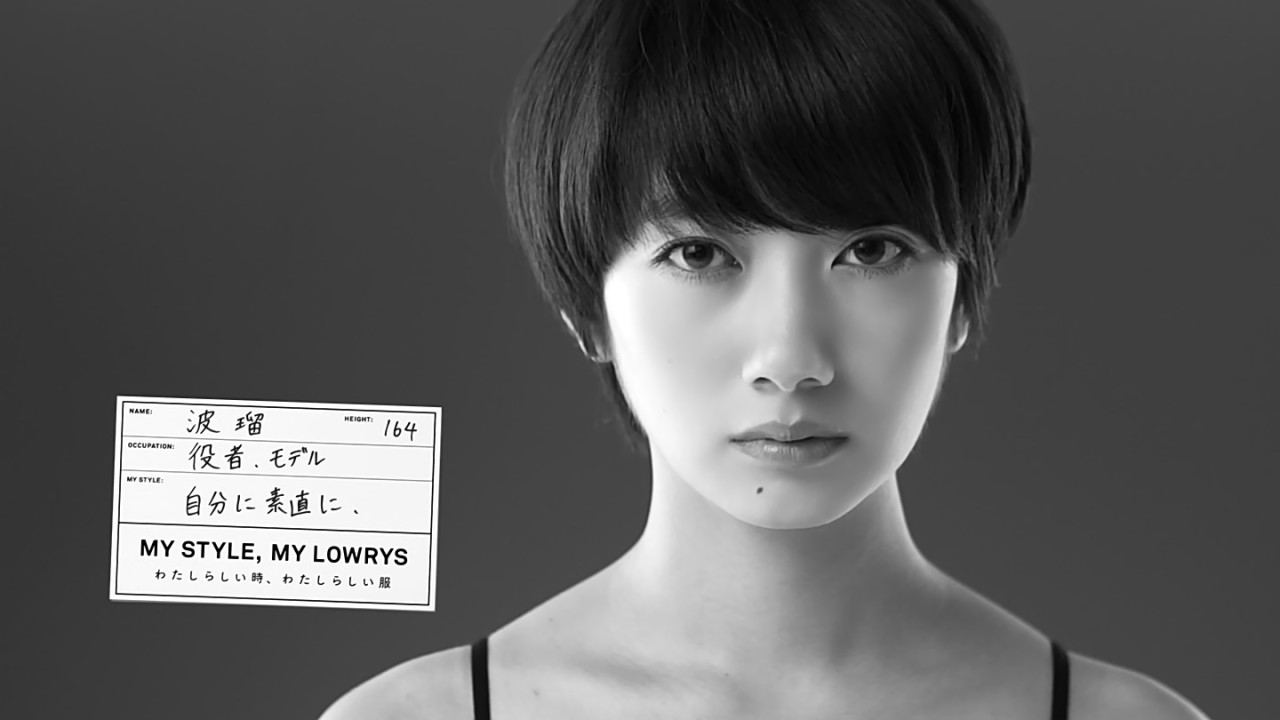 NAME: 波瑠 HEIGHT: 164
OCCUPATION: 役者、モデル
MY STYLE: 自分に素直に、
MY STYLE, MY LOWRYS
わたしらしい時、わたしらしい服